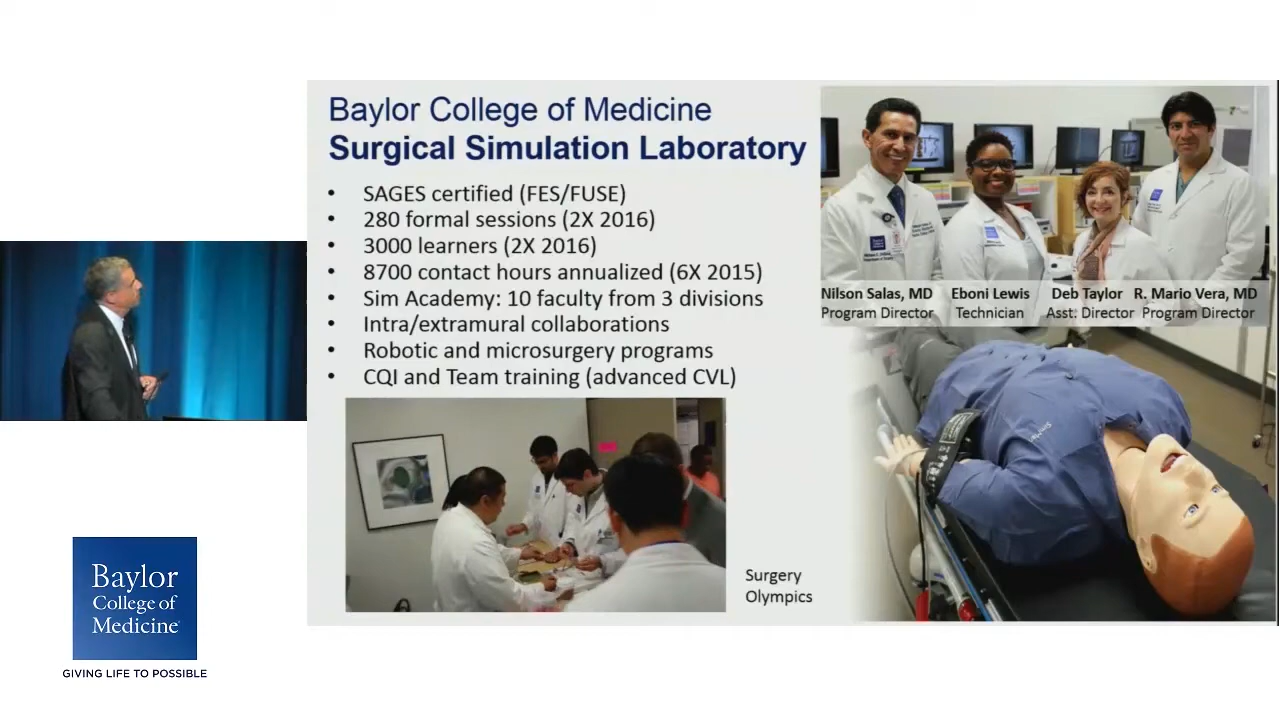 Baylor College of Medicine
Surgical Simulation Laboratory
• SAGES certified (FES/FUSE)
• 280 formal sessions (2X 2016)
• 3000 learners (2X 2016)
• 8700 contact hours annualized (6X 2015)
• Sim Academy: 10 faculty from 3 divisions
• Intra/extramural collaborations
• Robotic and microsurgery programs
• CQI and Team training (advanced CVL)
Nilson Salas, MD
Program Director
Eboni Lewis
Technician
Deb Taylor
Asst. Director
R. Mario Vera, MD
Program Director
Surgery
Olympics
Baylor
College of
Medicine
GIVING LIFE TO POSSIBLE